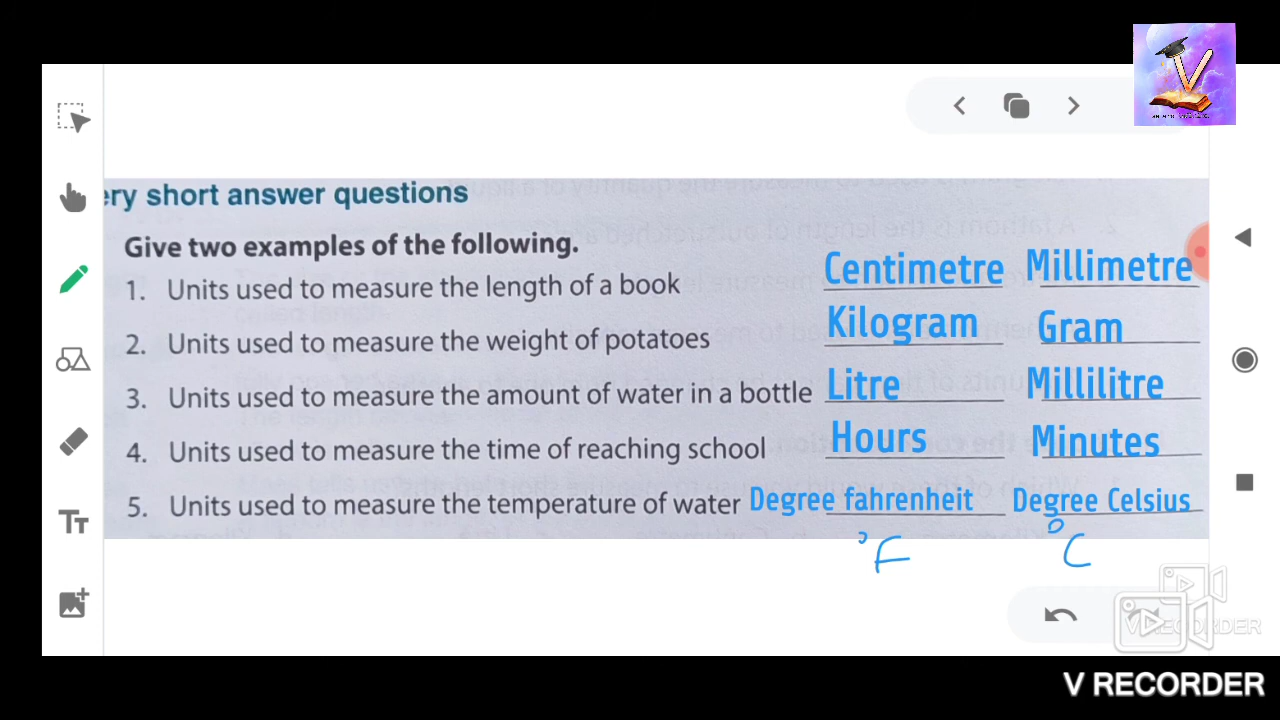 ery short answer questions
Give two examples of the following.
1. Units used to measure the length of a book Centimetre Millimetre
2. Units used to measure the weight of potatoes Kilogram Gram
3. Units used to measure the amount of water in a bottle Litre Millilitre
4. Units used to measure the time of reaching school Hours Minutes
5. Units used to measure the temperature of water Degree fahrenheit Degree Celsius
°F °C
Tт
V RECORDER
V RECORDER